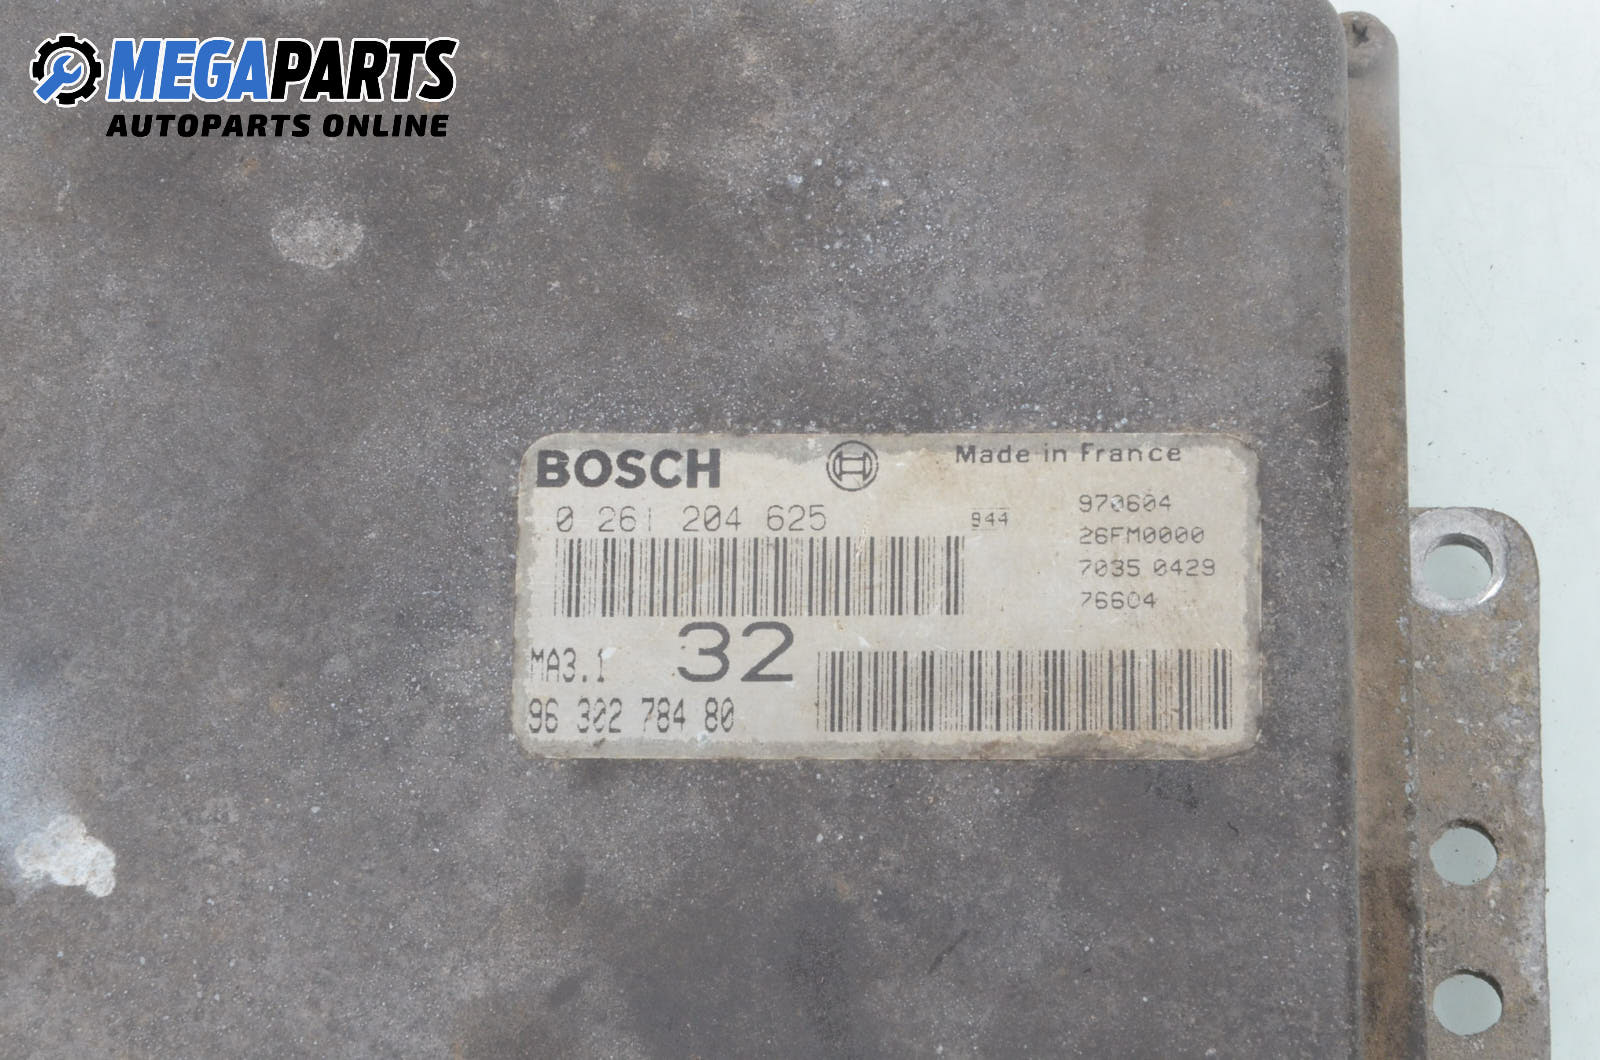 MEGAPARTS
AUTOPARTS ONLINE
BOSCH
Made in France
0 261 204 625
944
970604
26FM0000
7035 0429
76604
MA3.1
32
96 302 784 80